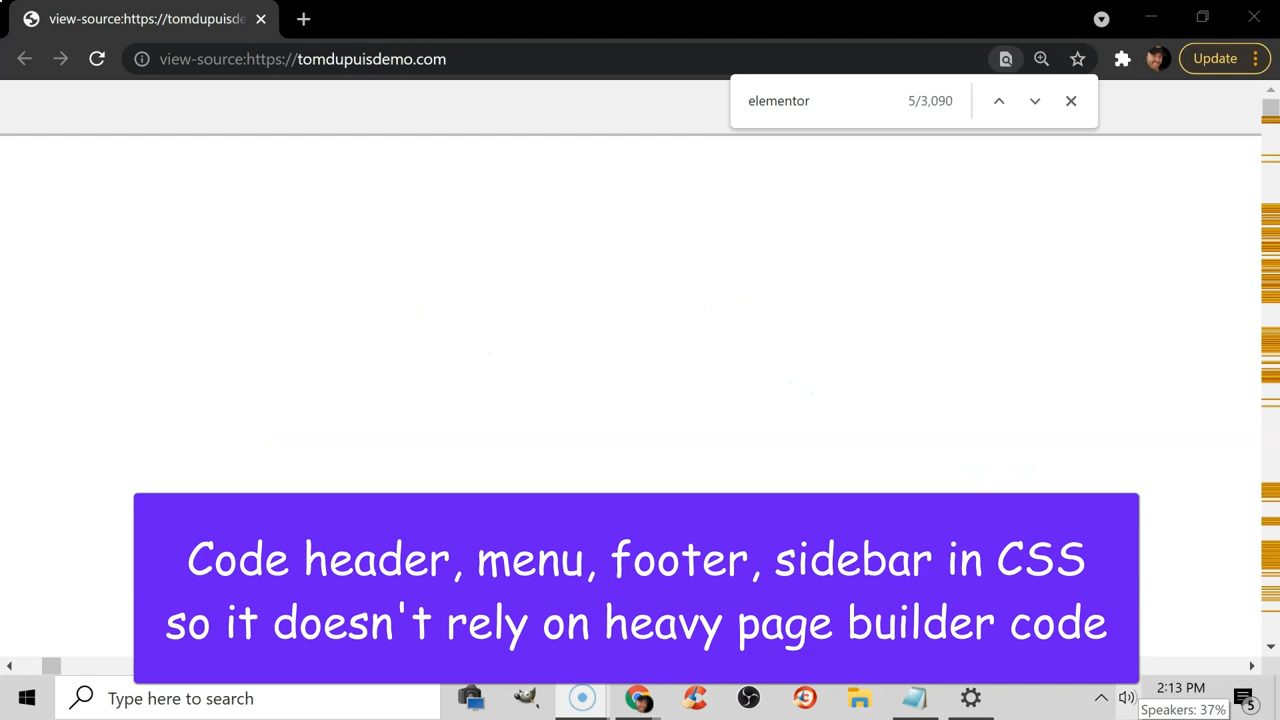 view-source:https://tomdupuisde
view-source:https://tomdupuisdemo.com
Update
elementor 5/3,090
Code header, menu, footer, sidebar in CSS
so it doesn't rely on heavy page builder code
Type here to search
2:13 PM
Speakers: 37%
5